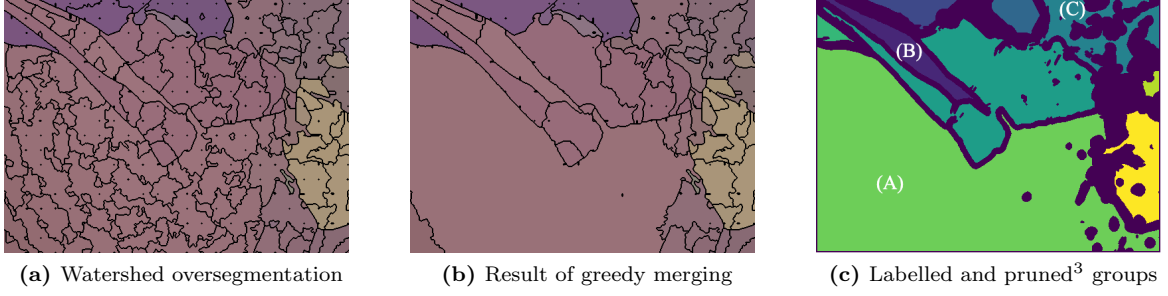 (C)
(B)
(A)
(a) Watershed oversegmentation
(b) Result of greedy merging
(c) Labelled and pruned³ groups